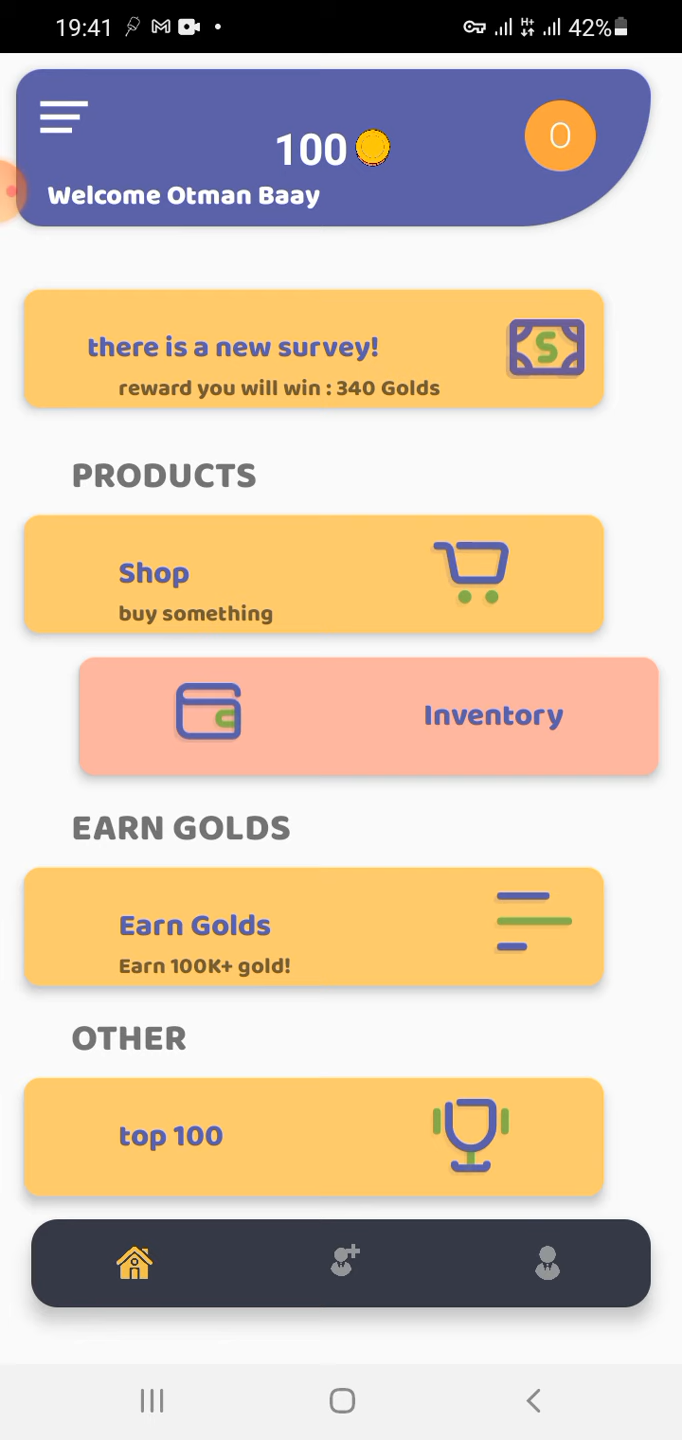 19:41
42%
100
O
Welcome Otman Baay
there is a new survey!
reward you will win : 340 Golds
PRODUCTS
Shop
buy something
Inventory
EARN GOLDS
Earn Golds
Earn 100K+ gold!
OTHER
top 100